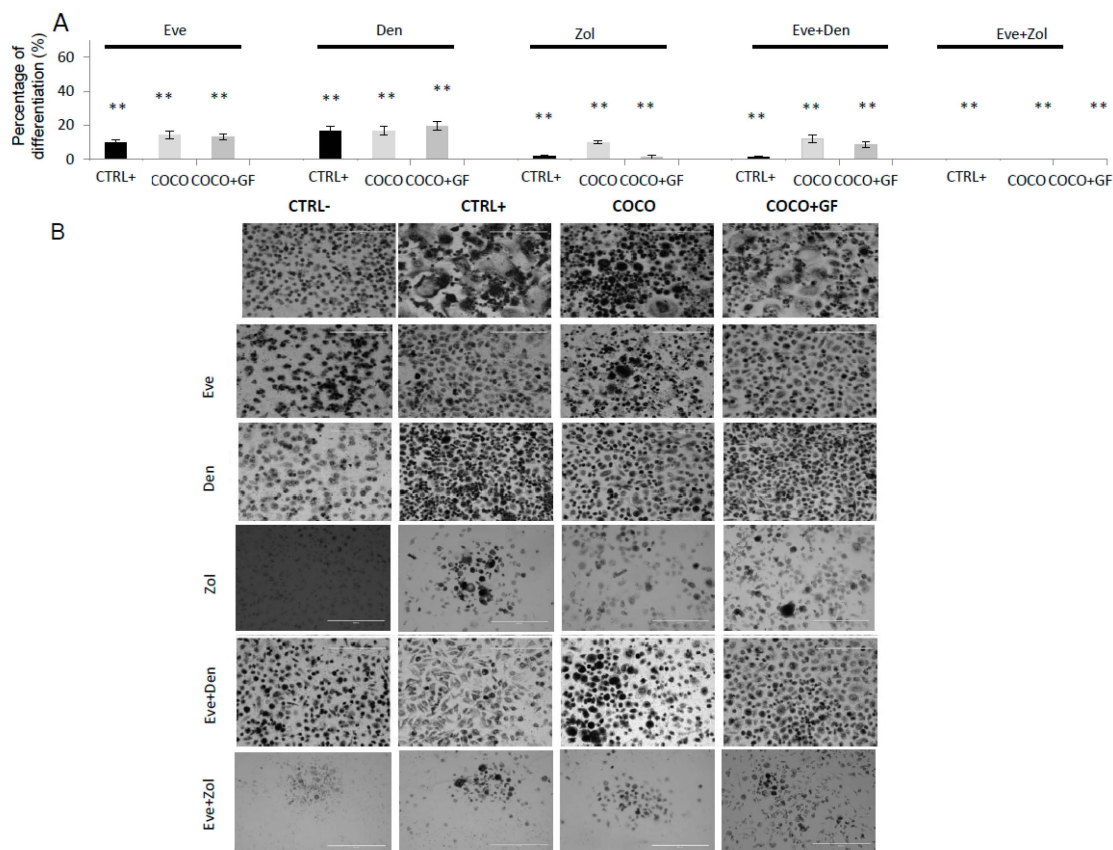 A
Eve Den Zol Eve+Den Eve+Zol
Percentage of
differentiation (%)
60
40
20
0
** ** ** ** ** ** ** ** ** ** ** ** ** ** **
CTRL+ COCO COCO+GF CTRL+ COCO COCO+GF CTRL+ COCO COCO+GF CTRL+ COCO COCO+GF CTRL+ COCO COCO+GF
B
CTRL- CTRL+ COCO COCO+GF
Eve
Den
Zol
Eve+Den
Eve+Zol